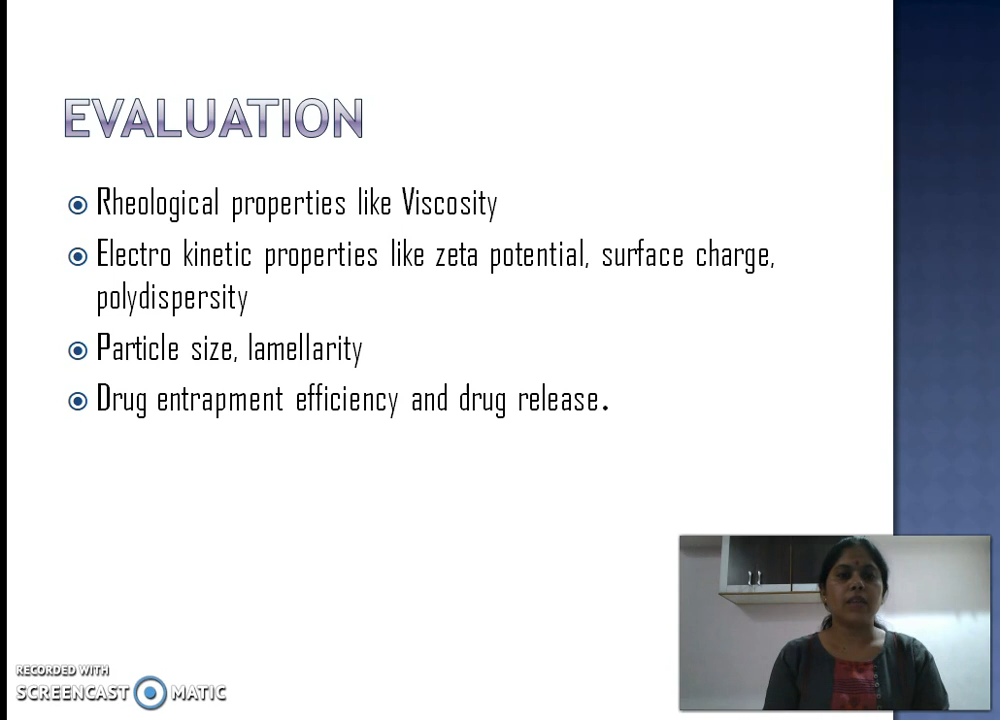 EVALUATION
Rheological properties like Viscosity
Electro kinetic properties like zeta potential, surface charge,
polydispersity
Particle size, lamellarity
Drug entrapment efficiency and drug release.
RECORDED WITH
SCREENCAST MATIC